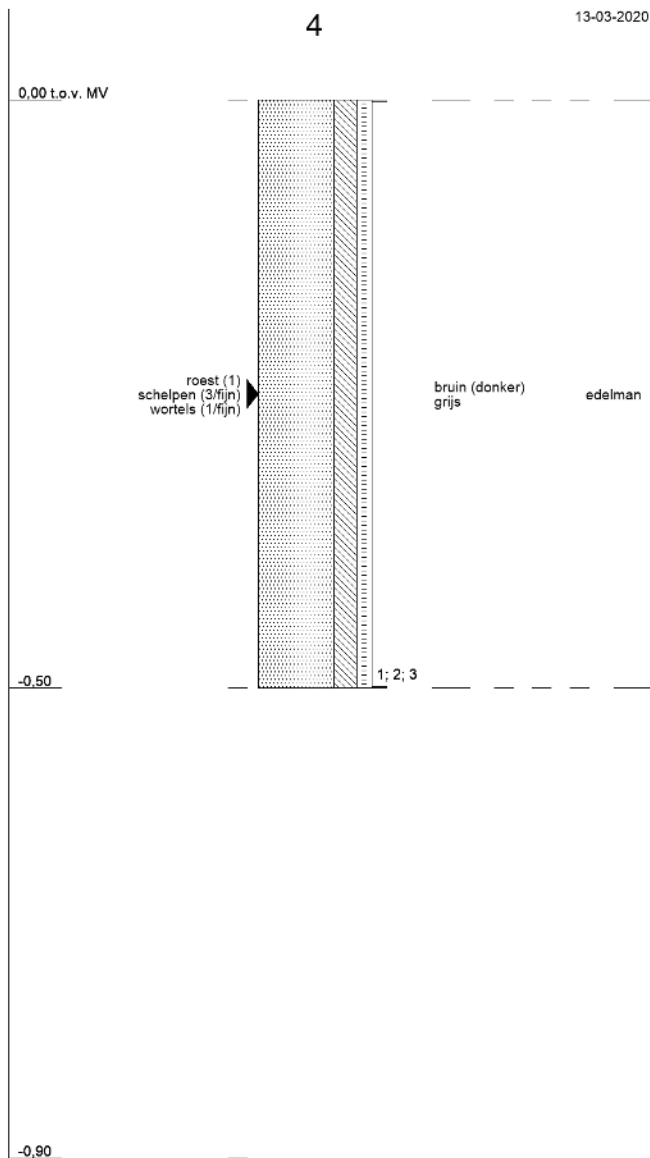 4
13-03-2020
0,00 t.o.v. MV
roest (1)
schelpen (3/fijn)
wortels (1/fijn)
bruin (donker)
grijs
edelman
1; 2; 3
-0,50
-0,90